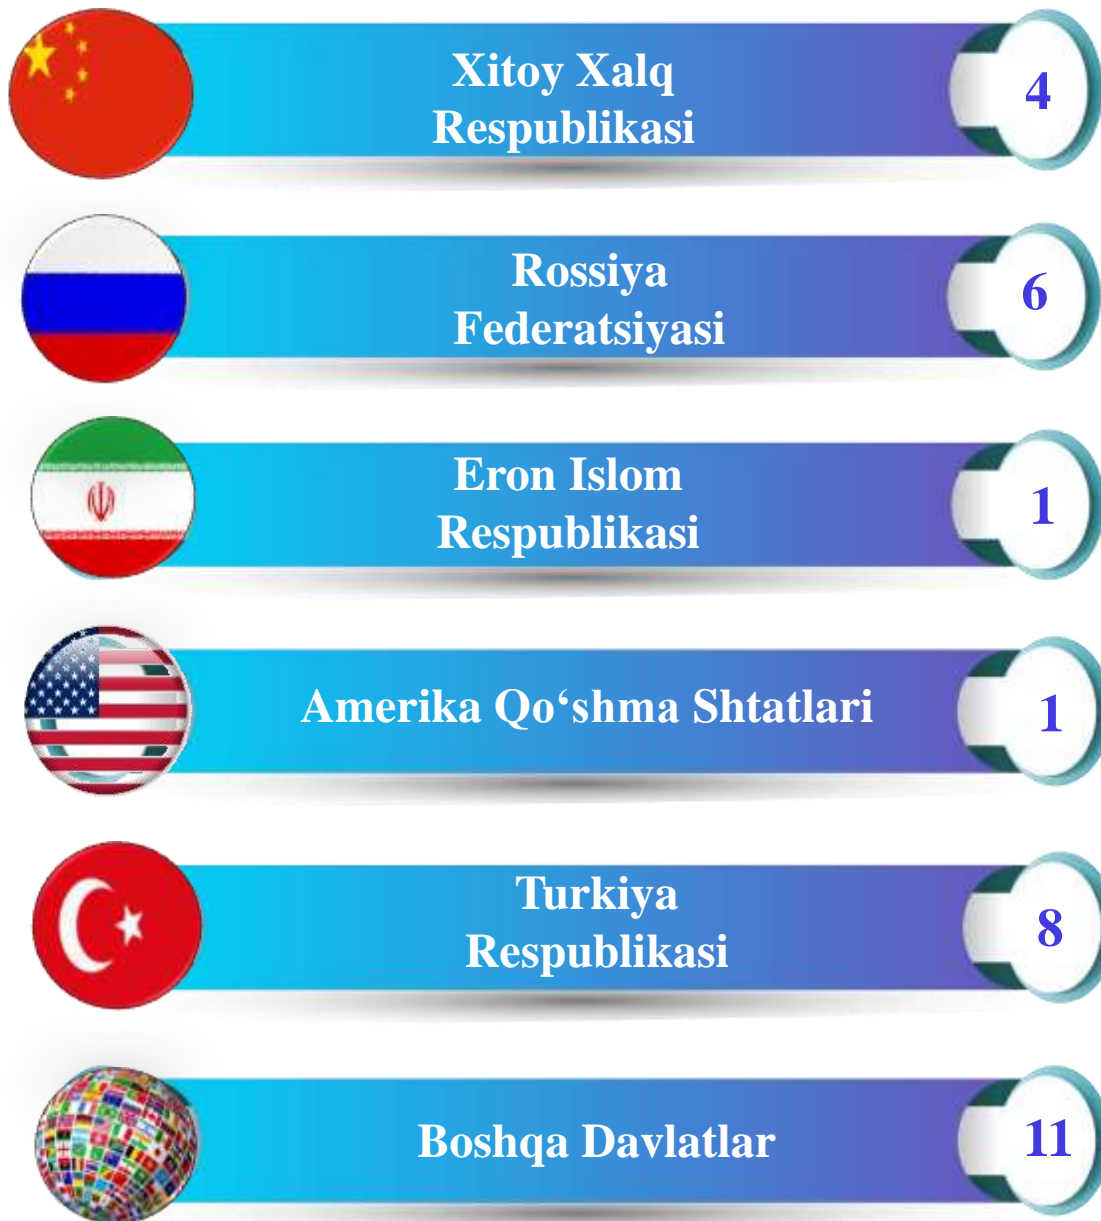 Xitoy Xalq
Respublikasi
4
Rossiya
Federatsiyasi
6
Eron Islom
Respublikasi
1
Amerika Qo‘shma Shtatlari
1
Turkiya
Respublikasi
8
Boshqa Davlatlar
11